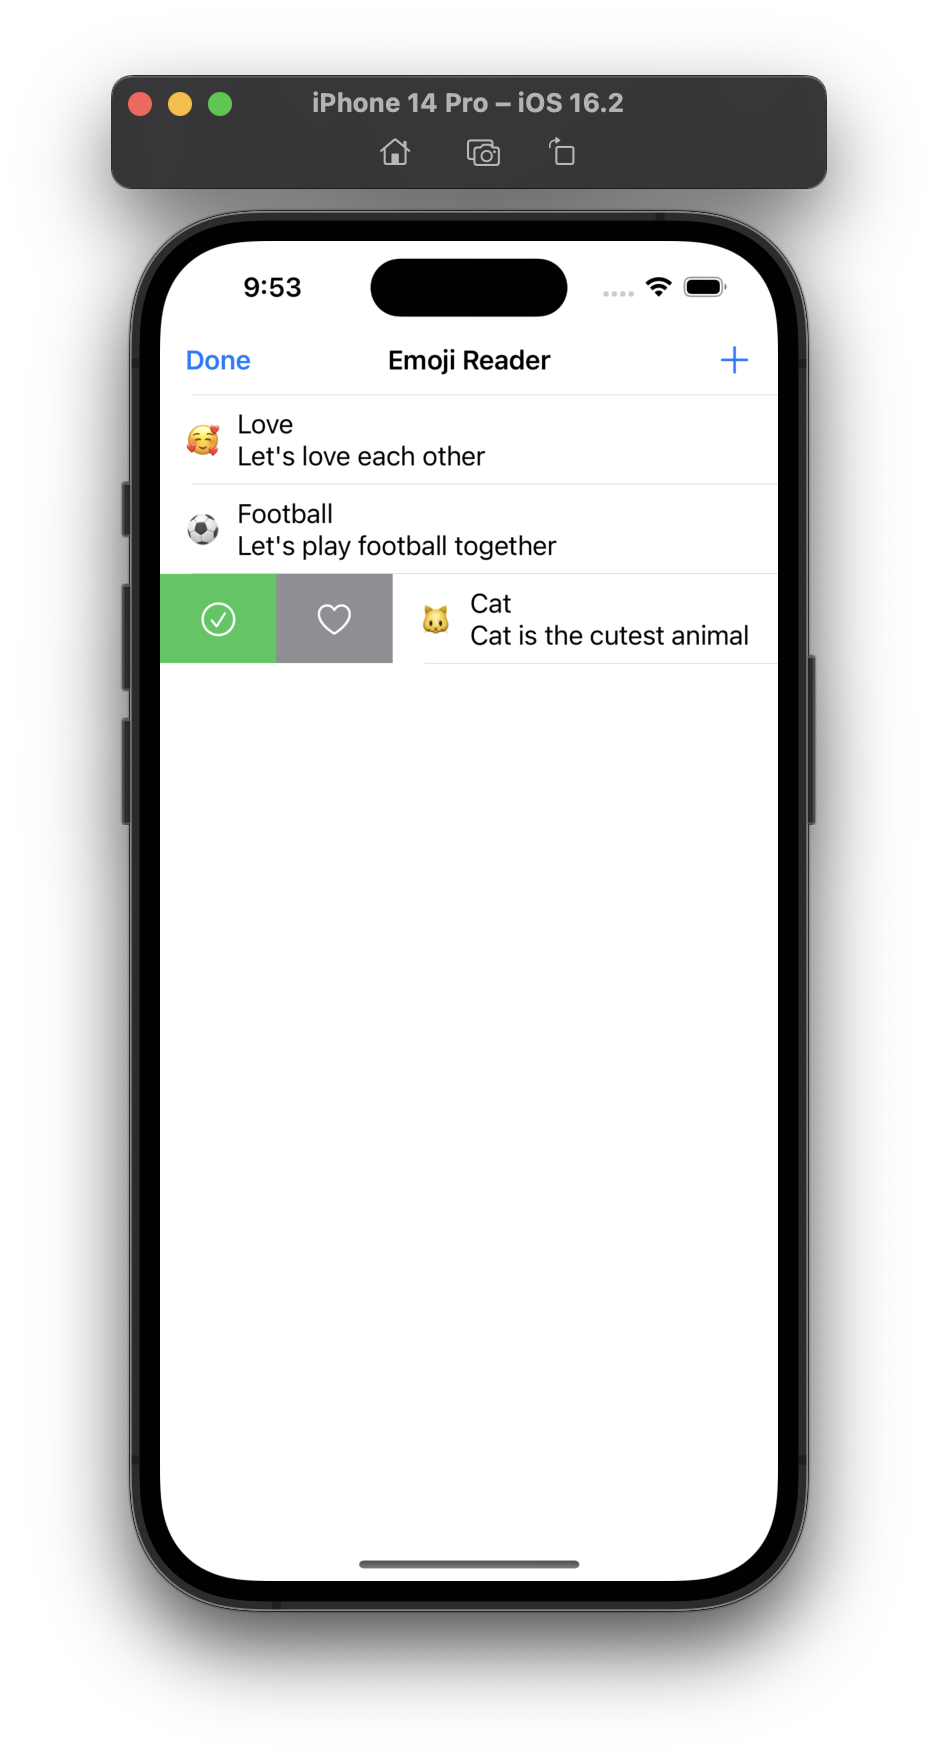 iPhone 14 Pro – iOS 16.2
9:53
Done
Emoji Reader
Love
Let's love each other
Football
Let's play football together
Cat
Cat is the cutest animal